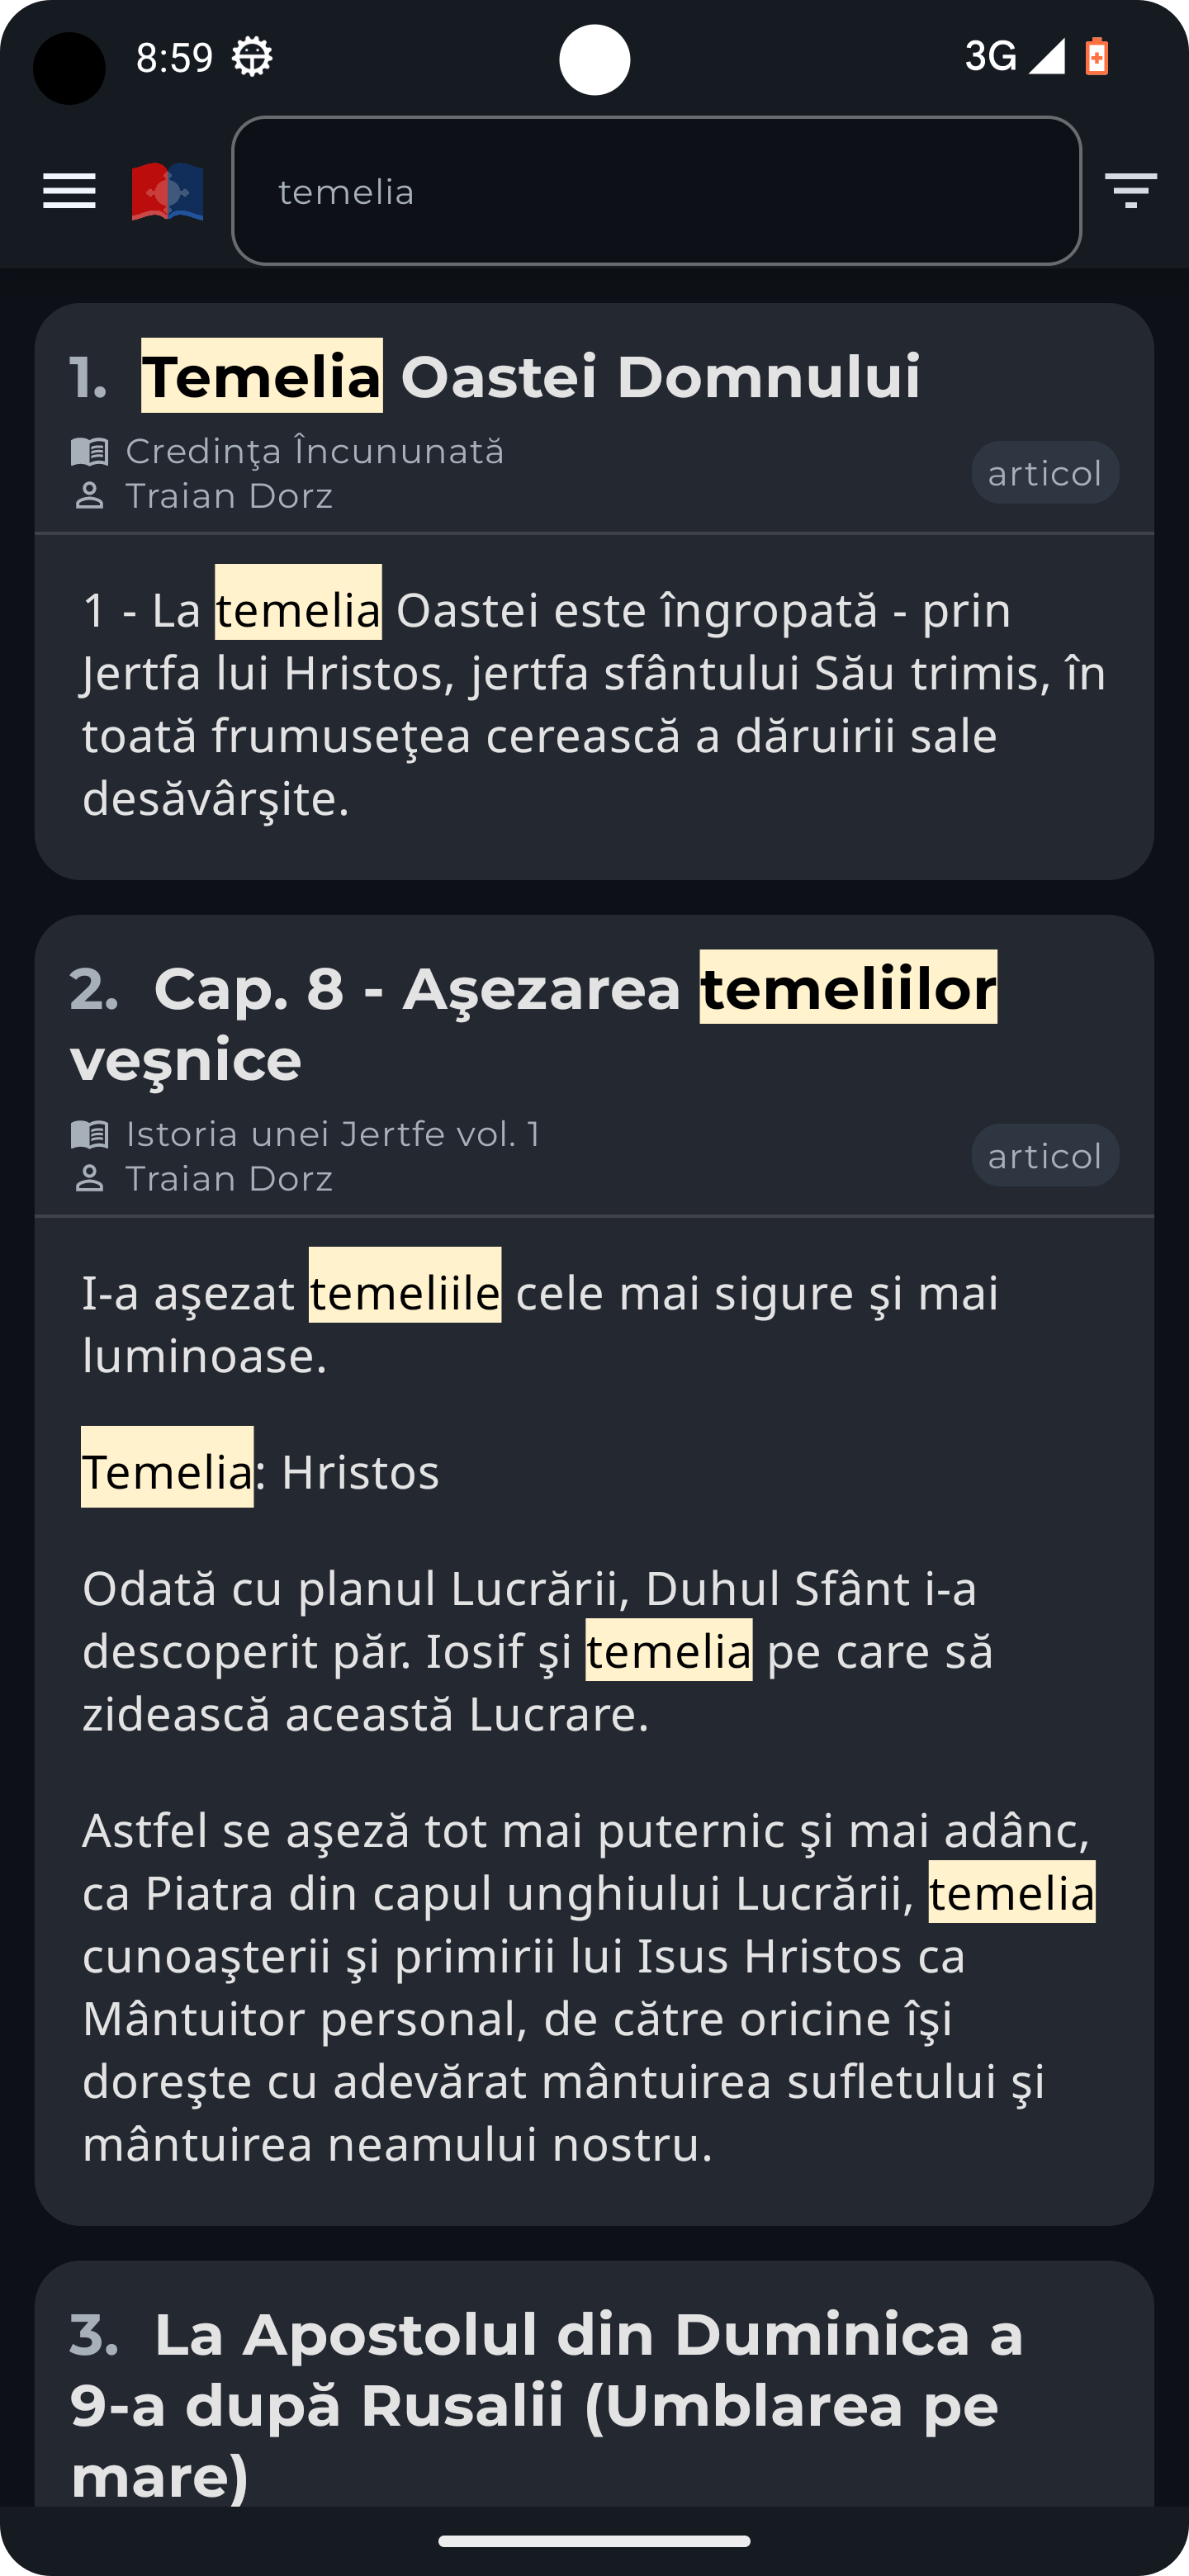 8:59
3G
temelia
1. Temelia Oastei Domnului
Credinţa Încununată
Traian Dorz
articol
1 - La temelia Oastei este îngropată - prin
Jertfa lui Hristos, jertfa sfântului Său trimis, în
toată frumuseţea cerească a dăruirii sale
desăvârşite.
2. Cap. 8 - Aşezarea temeliilor
veşnice
Istoria unei Jertfe vol. 1
Traian Dorz
articol
I-a aşezat temeliile cele mai sigure şi mai
luminoase.
Temelia: Hristos
Odată cu planul Lucrării, Duhul Sfânt i-a
descoperit păr. Iosif şi temelia pe care să
zidească această Lucrare.
Astfel se aşeză tot mai puternic şi mai adânc,
ca Piatra din capul unghiului Lucrării, temelia
cunoaşterii şi primirii lui Isus Hristos ca
Mântuitor personal, de către oricine îşi
doreşte cu adevărat mântuirea sufletului şi
mântuirea neamului nostru.
3. La Apostolul din Duminica a
9-a după Rusalii (Umblarea pe
mare)